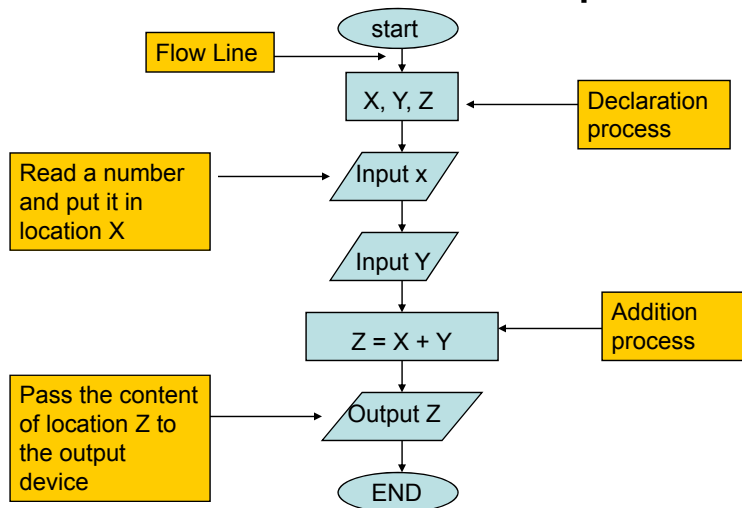 start
Flow Line
X, Y, Z
Declaration
process
Read a number
and put it in
location X
Input x
Input Y
Z = X + Y
Addition
process
Pass the content
of location Z to
the output
device
Output Z
END